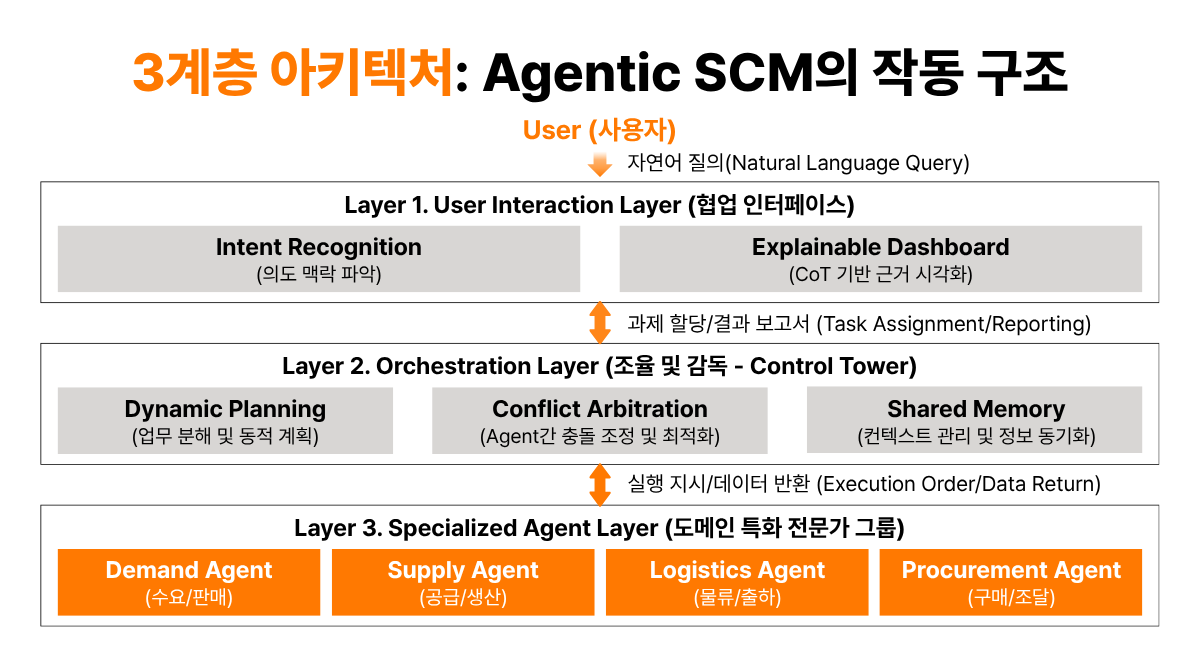 3계층 아키텍처: Agentic SCM의 작동 구조
User (사용자)
자연어 질의(Natural Language Query)
Layer 1. User Interaction Layer (협업 인터페이스)
Intent Recognition
(의도 맥락 파악)
Explainable Dashboard
(CoT 기반 근거 시각화)
과제 할당/결과 보고서 (Task Assignment/Reporting)
Layer 2. Orchestration Layer (조율 및 감독 - Control Tower)
Dynamic Planning
(업무 분해 및 동적 계획)
Conflict Arbitration
(Agent간 충돌 조정 및 최적화)
Shared Memory
(컨텍스트 관리 및 정보 동기화)
실행 지시/데이터 반환 (Execution Order/Data Return)
Layer 3. Specialized Agent Layer (도메인 특화 전문가 그룹)
Demand Agent
(수요/판매)
Supply Agent
(공급/생산)
Logistics Agent
(물류/출하)
Procurement Agent
(구매/조달)